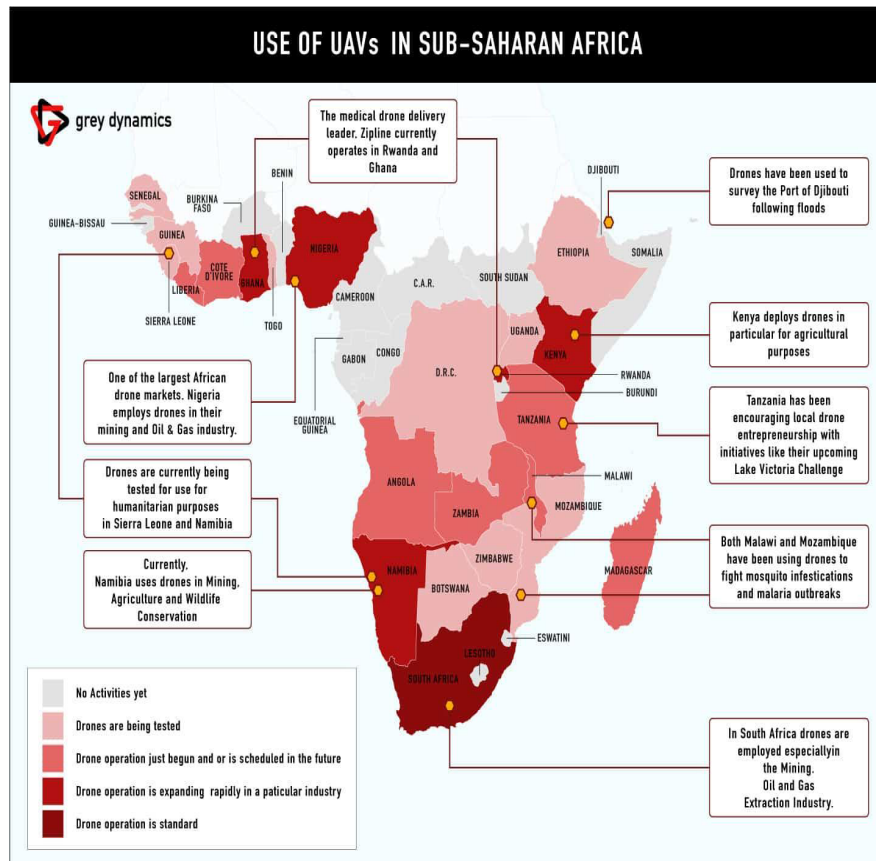 USE OF UAVs IN SUB-SAHARAN AFRICA
grey dynamics
The medical drone delivery
leader, Zipline currently
operates in Rwanda and
Ghana
Drones have been used to
survey the Port of Djibouti
following floods
Kenya deploys drones in
particular for agricultural
purposes
Tanzania has been
encouraging local drone
entrepreneurship with
initiatives like their upcoming
Lake Victoria Challenge
Both Malawi and Mozambique
have been using drones to
fight mosquito infestications
and malaria outbreaks
In South Africa drones are
employed especiallyin
the Mining.
Oil and Gas
Extraction Industry.
One of the largest African
drone markets. Nigeria
employs drones in their
mining and Oil & Gas industry.
Drones are currently being
tested for use for
humanitarian purposes
in Sierra Leone and Namibia
Currently,
Namibia uses drones in Mining,
Agriculture and Wildlife
Conservation
SENEGAL
GUINEA-BISSAU
GUINEA
SIERRA LEONE
LIBERIA
COTE
D'IVORE
BURKINA
FASO
GHANA
TOGO
BENIN
NIGERIA
CAMEROON
C.A.R.
SOUTH SUDAN
ETHIOPIA
DJIBOUTI
SOMALIA
EQUATORIAL
GUINEA
GABON
CONGO
D.R.C.
UGANDA
KENYA
RWANDA
BURUNDI
TANZANIA
ANGOLA
ZAMBIA
MALAWI
MOZAMBIQUE
ZIMBABWE
NAMIBIA
BOTSWANA
MADAGASCAR
ESWATINI
LESOTHO
SOUTH AFRICA
No Activities yet
Drones are being tested
Drone operation just begun and or is scheduled in the future
Drone operation is expanding rapidly in a paticular industry
Drone operation is standard